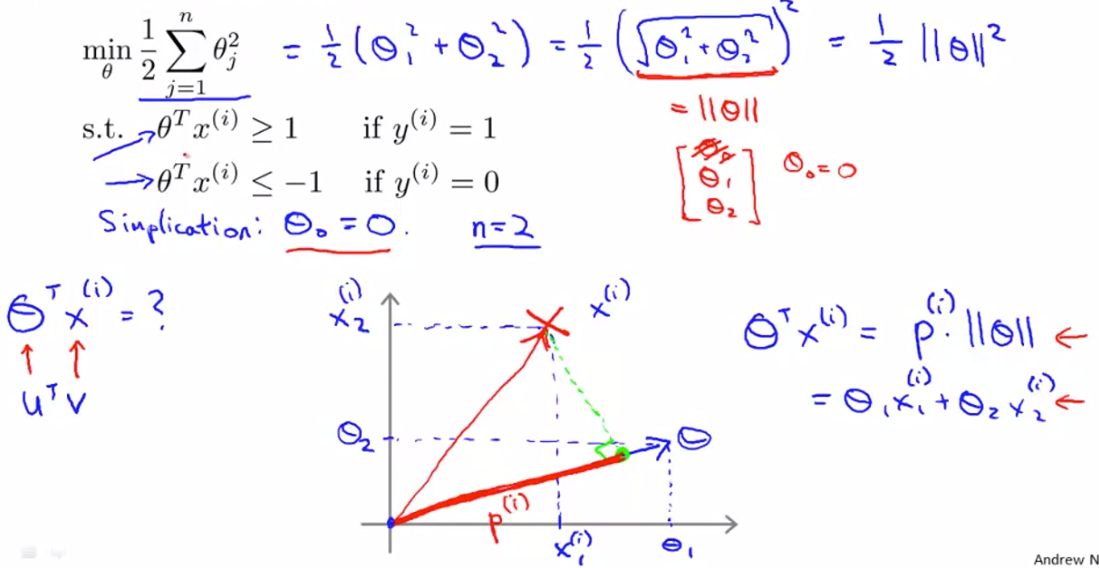 min_θ 1/2 ∑_{j=1}^{n} θ_j^2 = 1/2 (θ_1^2 + θ_2^2) = 1/2 (√(θ_1^2 + θ_2^2))^2 = 1/2 ||θ||^2
= ||θ||
s.t. θ^T x^(i) ≥ 1 if y^(i) = 1
θ^T x^(i) ≤ −1 if y^(i) = 0
[θ_0 θ_1 θ_2] θ_0 = 0
Simplication: θ_0 = 0. n=2
θ^T x^(i) = ?
u^T v
x_2^(i)
x^(i)
θ_2
θ
p^(i)
x_1^(i)
θ_1
θ^T x^(i) = p^(i) · ||θ|| ←
= θ_1 x_1^(i) + θ_2 x_2^(i) ←
Andrew N